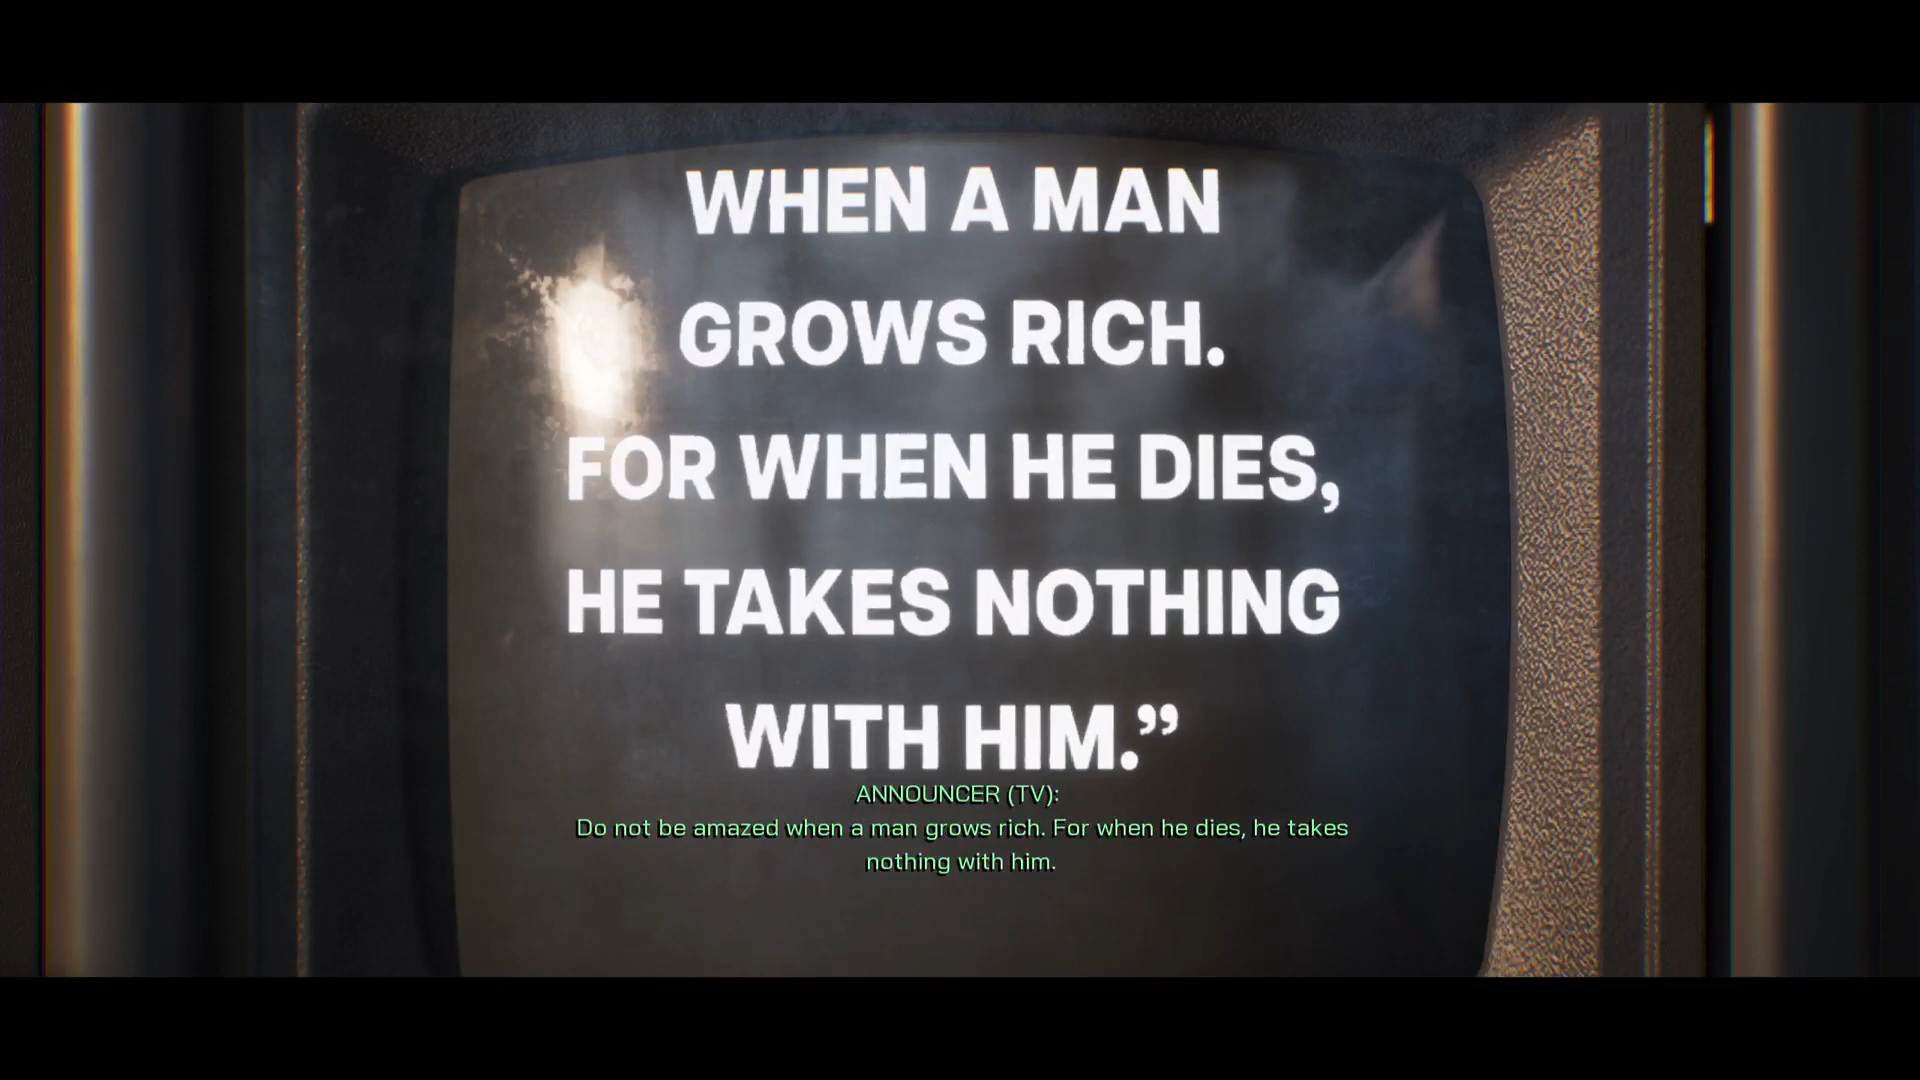 WHEN A MAN
GROWS RICH.
FOR WHEN HE DIES,
HE TAKES NOTHING
WITH HIM.”
ANNOUNCER (TV):
Do not be amazed when a man grows rich. For when he dies, he takes
nothing with him.